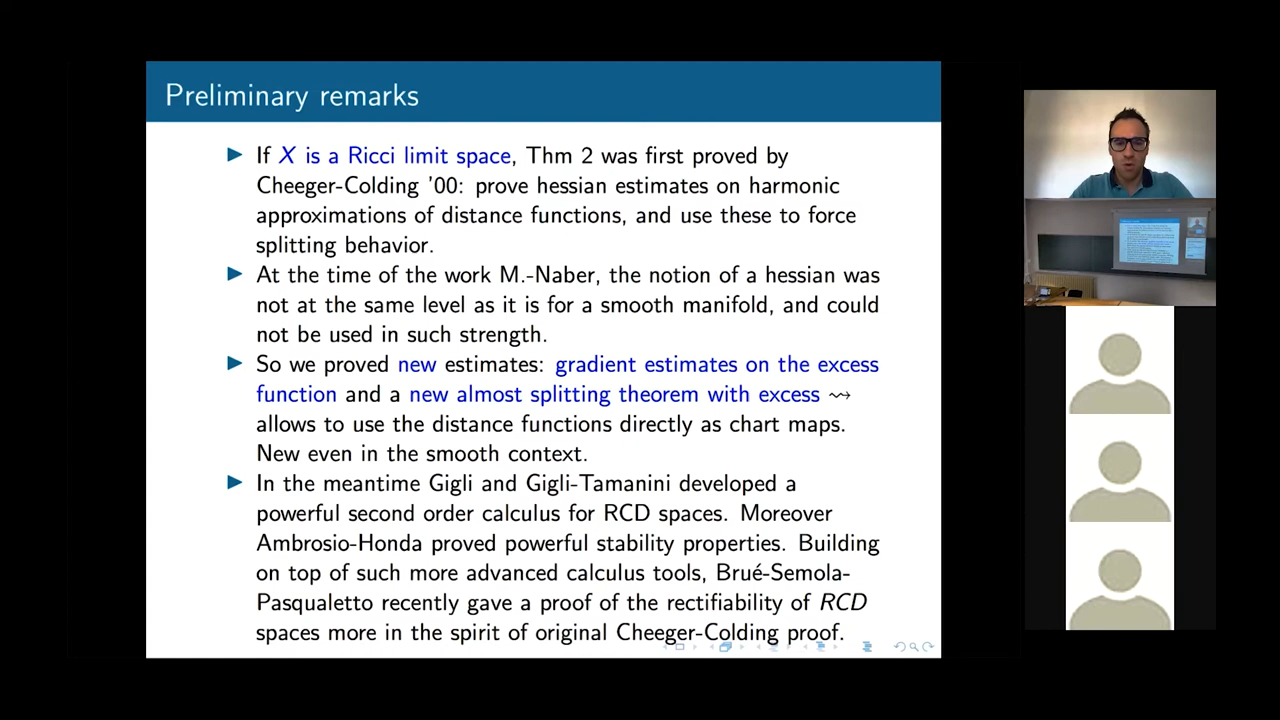 Preliminary remarks
If X is a Ricci limit space, Thm 2 was first proved by
Cheeger-Colding '00: prove hessian estimates on harmonic
approximations of distance functions, and use these to force
splitting behavior.
At the time of the work M.-Naber, the notion of a hessian was
not at the same level as it is for a smooth manifold, and could
not be used in such strength.
So we proved new estimates: gradient estimates on the excess
function and a new almost splitting theorem with excess ⇝
allows to use the distance functions directly as chart maps.
New even in the smooth context.
In the meantime Gigli and Gigli-Tamanini developed a
powerful second order calculus for RCD spaces. Moreover
Ambrosio-Honda proved powerful stability properties. Building
on top of such more advanced calculus tools, Brué-Semola-
Pasqualetto recently gave a proof of the rectifiability of RCD
spaces more in the spirit of original Cheeger-Colding proof.